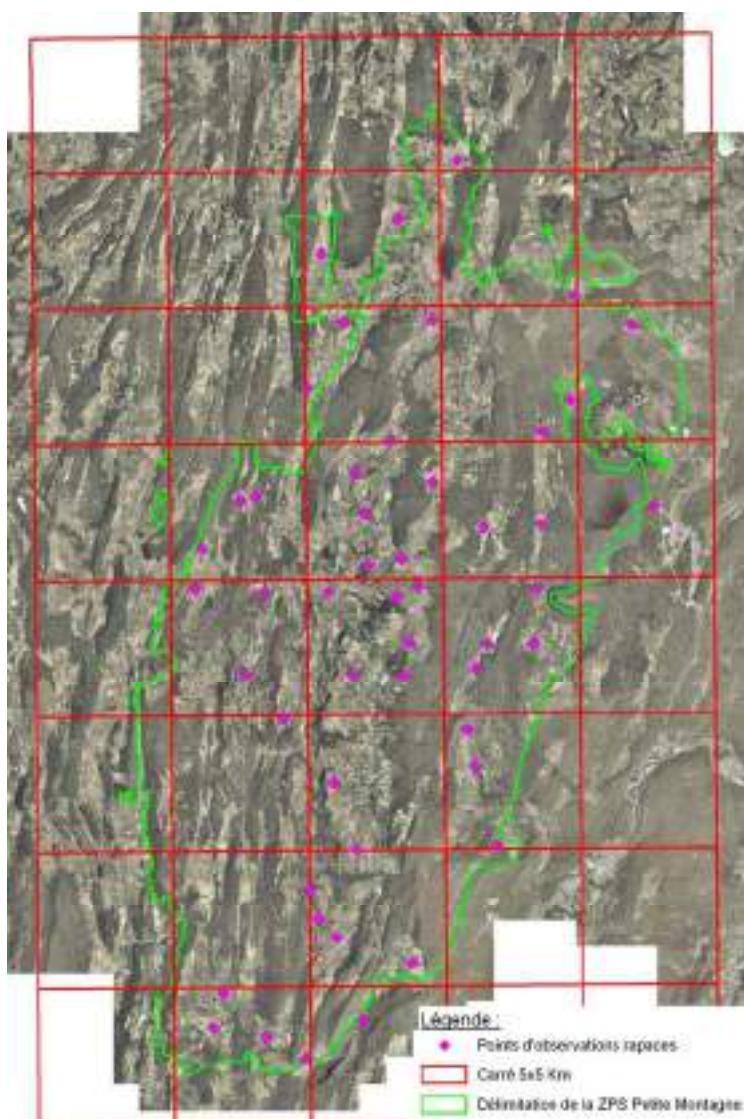 Légende :
Points d'observations rapaces
Carré 5x5 Km
Délimitation de la ZPS Petite Montagne